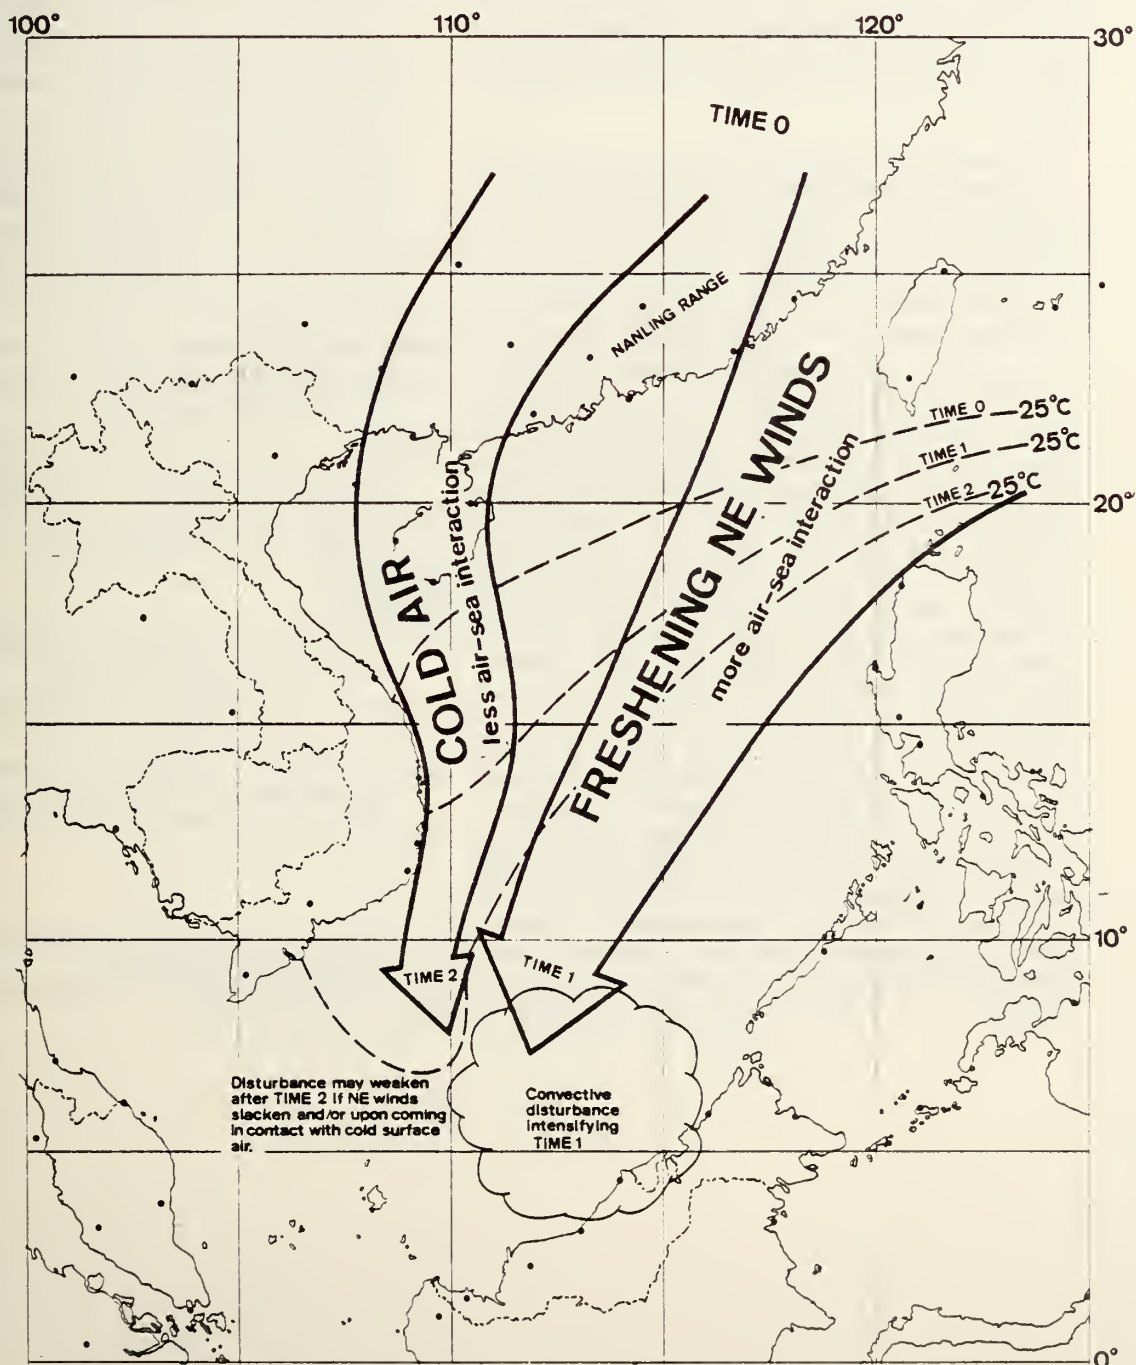 100° 110° 120°
30°
TIME 0
NANLING RANGE
TIME 0 — 25°C
TIME 1 — 25°C
TIME 2 — 25°C
20°
COLD AIR
less air-sea interaction
FRESHENING NE WINDS
more air-sea interaction
10°
TIME 2
TIME 1
Disturbance may weaken
after TIME 2 if NE winds
slacken and/or upon coming
in contact with cold surface
air.
Convective
disturbance
intensifying
TIME 1
0°